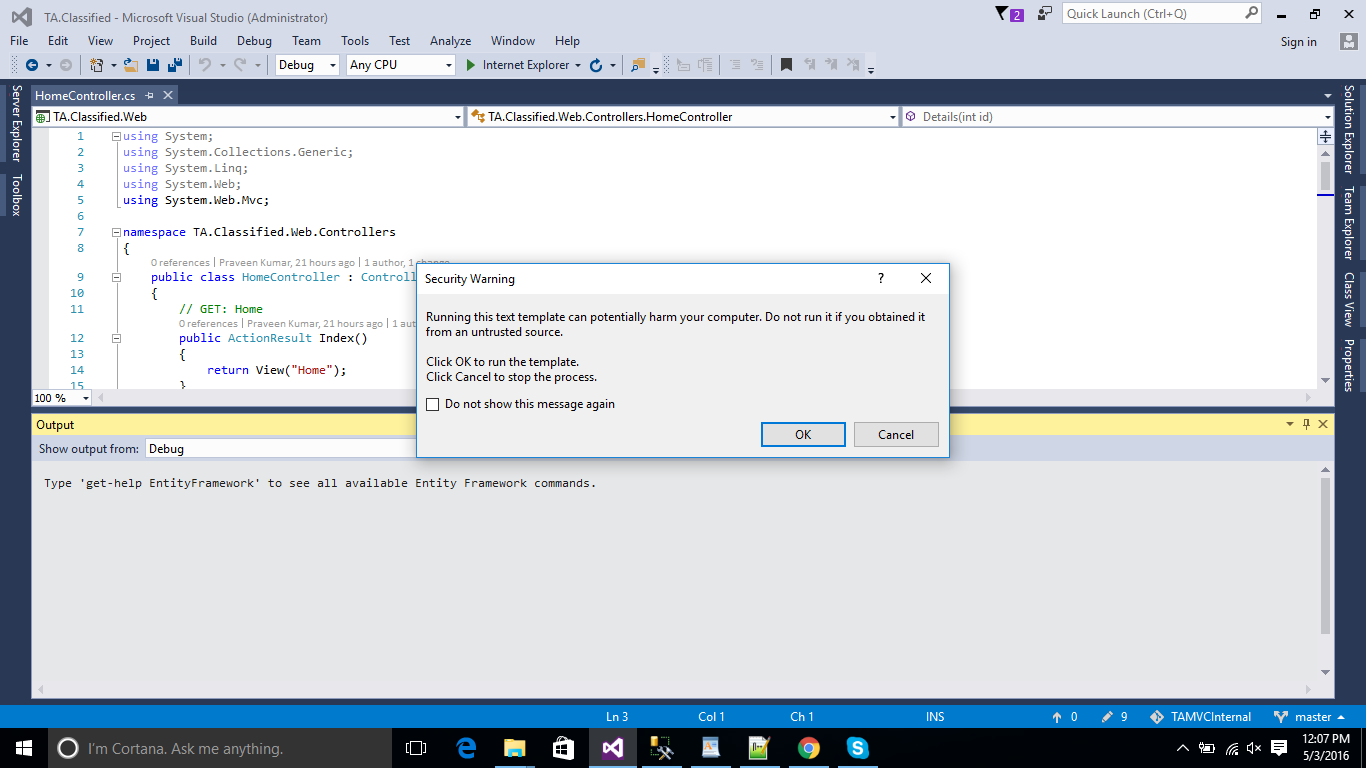 TA.Classified - Microsoft Visual Studio (Administrator)
2
Quick Launch (Ctrl+Q)
File Edit View Project Build Debug Team Tools Test Analyze Window Help
Sign in
Debug Any CPU Internet Explorer
Server Explorer
Toolbox
HomeController.cs
TA.Classified.Web TA.Classified.Web.Controllers.HomeController Details(int id)
1 using System;
2 using System.Collections.Generic;
3 using System.Linq;
4 using System.Web;
5 using System.Web.Mvc;
6
7 namespace TA.Classified.Web.Controllers
8 {
0 references | Praveen Kumar, 21 hours ago | 1 author, 1 change
9 public class HomeController : Controll
10 {
11 // GET: Home
0 references | Praveen Kumar, 21 hours ago | 1 aut
12 public ActionResult Index()
13 {
14 return View("Home");
15 }
100 %
Security Warning
?
Running this text template can potentially harm your computer. Do not run it if you obtained it
from an untrusted source.
Click OK to run the template.
Click Cancel to stop the process.
Do not show this message again
OK Cancel
Solution Explorer
Team Explorer
Class View
Properties
Output
Show output from: Debug
Type 'get-help EntityFramework' to see all available Entity Framework commands.
Ln 3 Col 1 Ch 1 INS 0 9 TAMVCInternal master
I'm Cortana. Ask me anything.
12:07 PM
5/3/2016